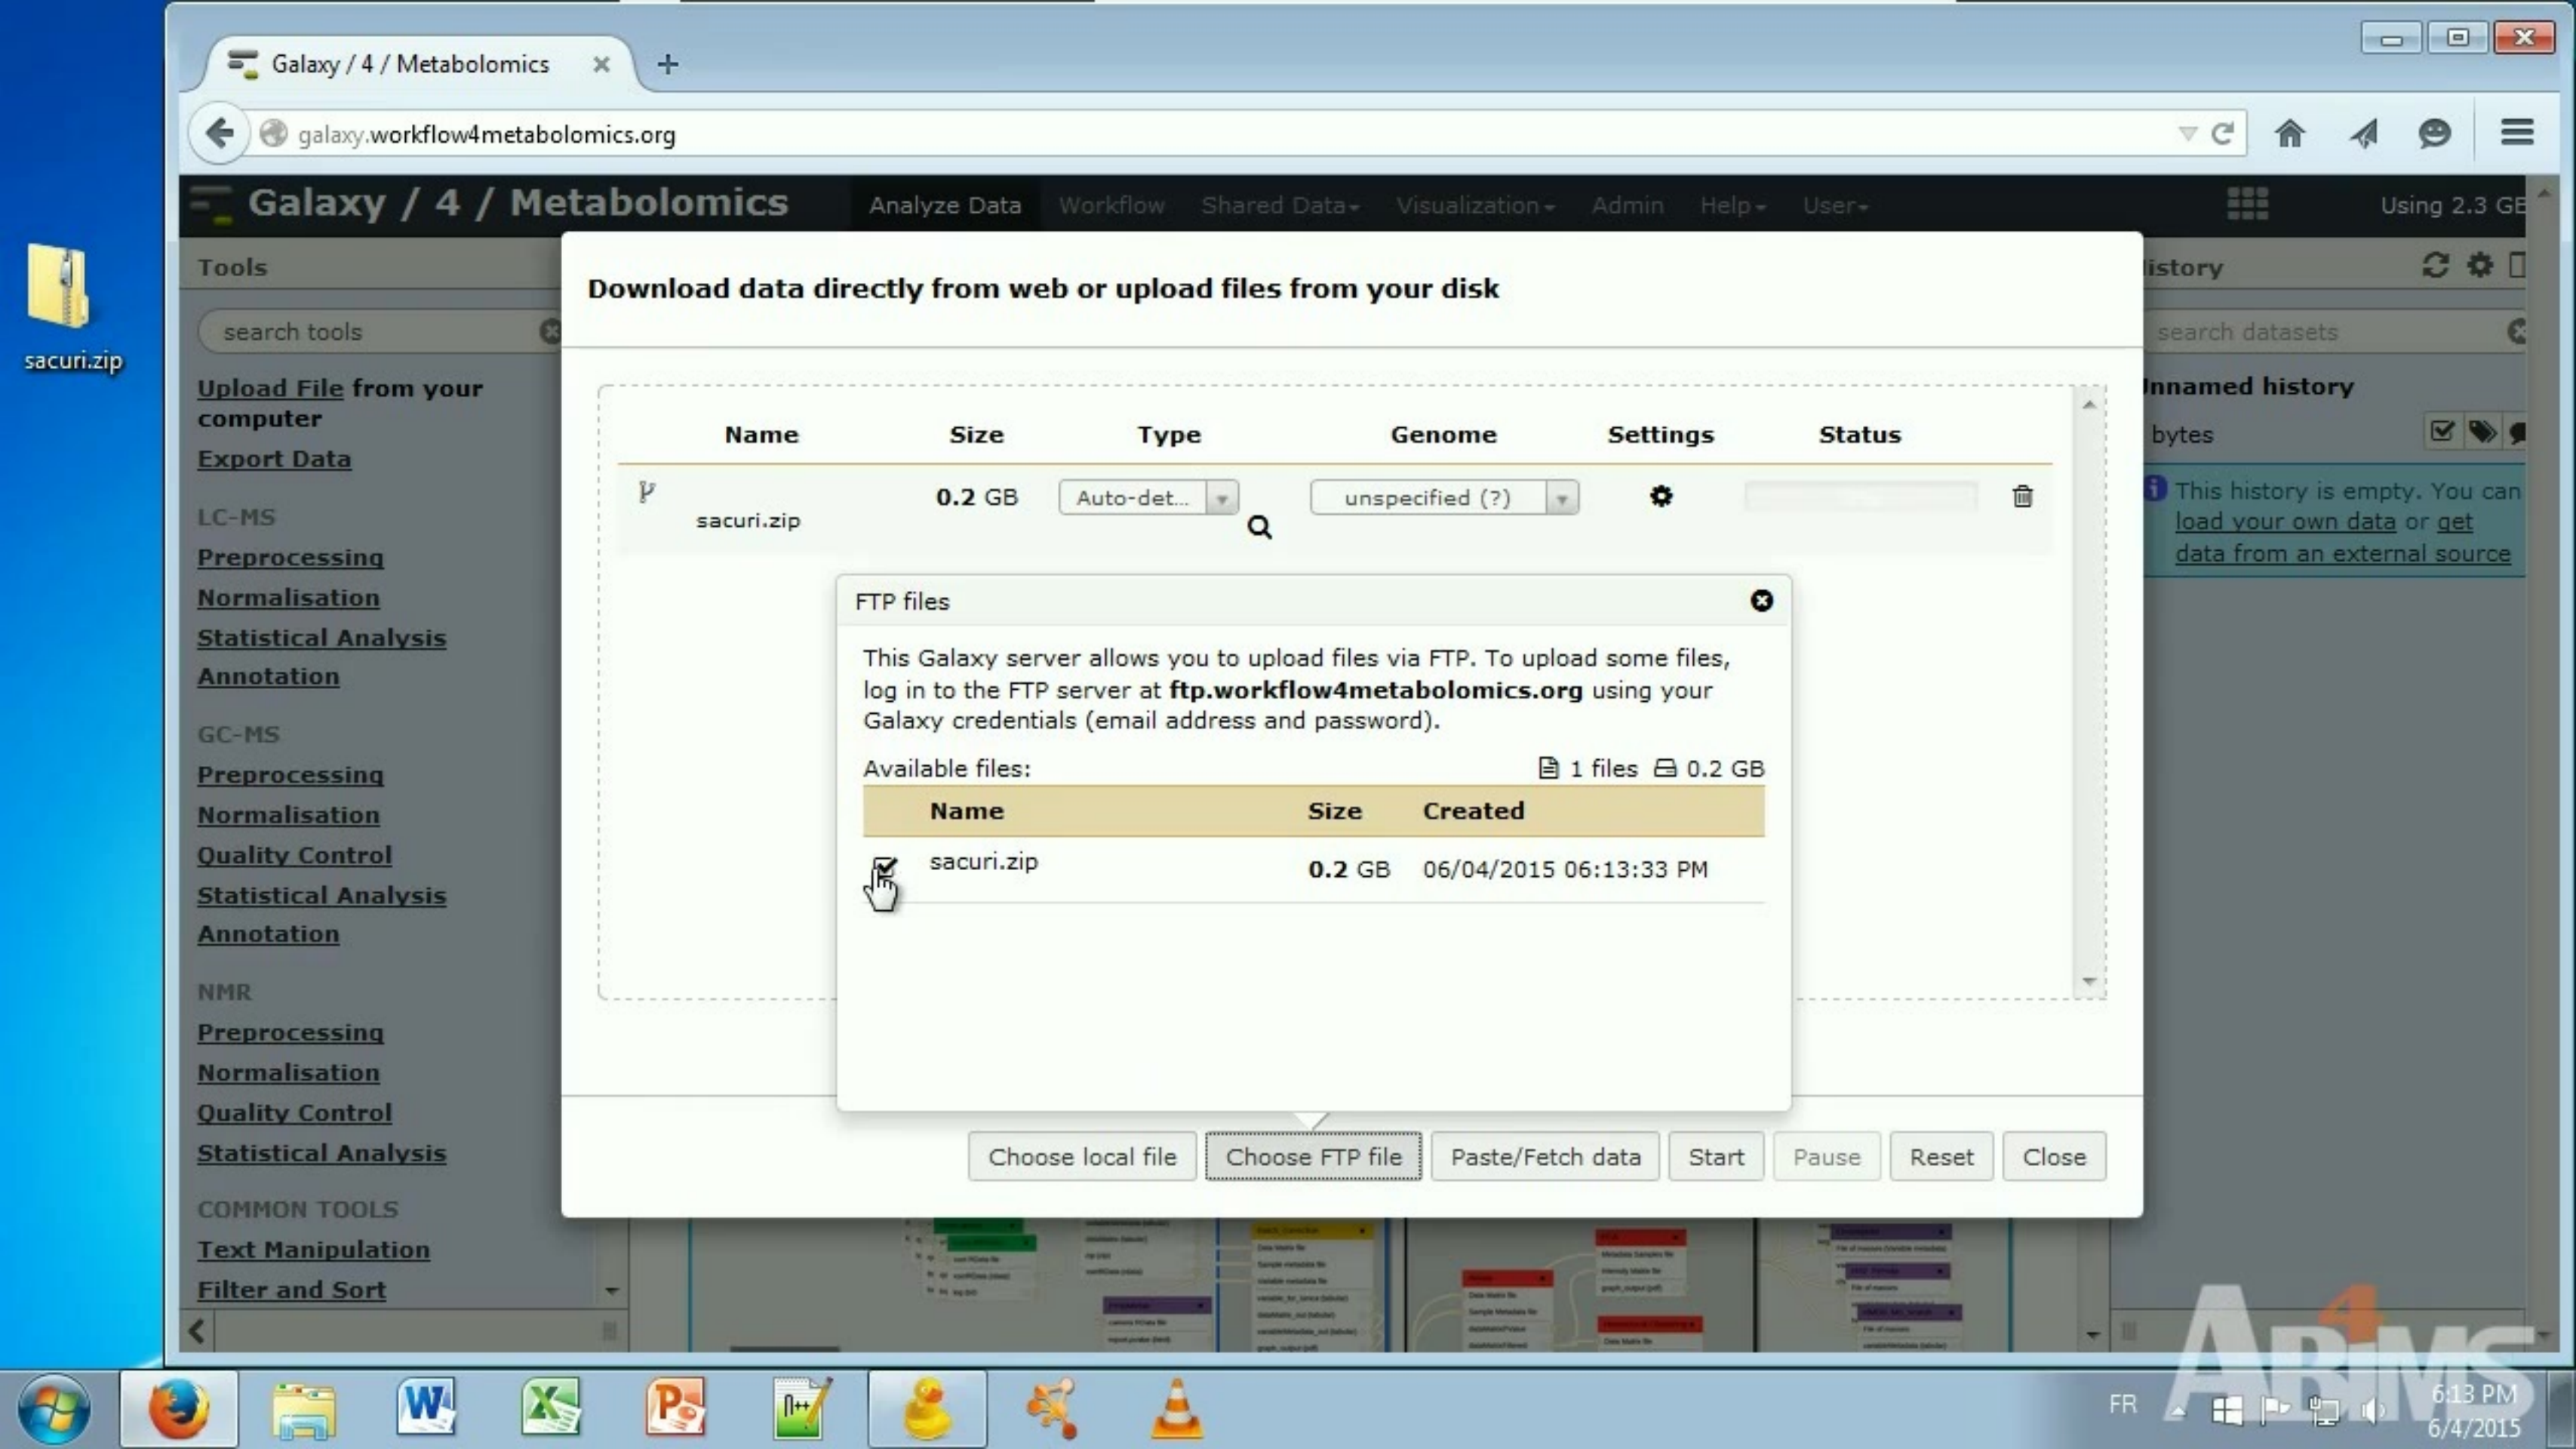 Galaxy / 4 / Metabolomics
galaxy.workflow4metabolomics.org
Galaxy / 4 / Metabolomics
Analyze Data Workflow Shared Data Visualization Admin Help User
Using 2.3 GB
sacuri.zip
Tools
search tools
Upload File from your
computer
Export Data
LC-MS
Preprocessing
Normalisation
Statistical Analysis
Annotation
GC-MS
Preprocessing
Normalisation
Quality Control
Statistical Analysis
Annotation
NMR
Preprocessing
Normalisation
Quality Control
Statistical Analysis
COMMON TOOLS
Text Manipulation
Filter and Sort
Download data directly from web or upload files from your disk
Name Size Type Genome Settings Status
sacuri.zip 0.2 GB Auto-det... unspecified (?)
FTP files
This Galaxy server allows you to upload files via FTP. To upload some files,
log in to the FTP server at ftp.workflow4metabolomics.org using your
Galaxy credentials (email address and password).
Available files: 1 files 0.2 GB
Name Size Created
sacuri.zip 0.2 GB 06/04/2015 06:13:33 PM
Choose local file Choose FTP file Paste/Fetch data Start Pause Reset Close
istory
search datasets
nnamed history
bytes
This history is empty. You can
load your own data or get
data from an external source
ABiMS
4
FR
6:13 PM
6/4/2015